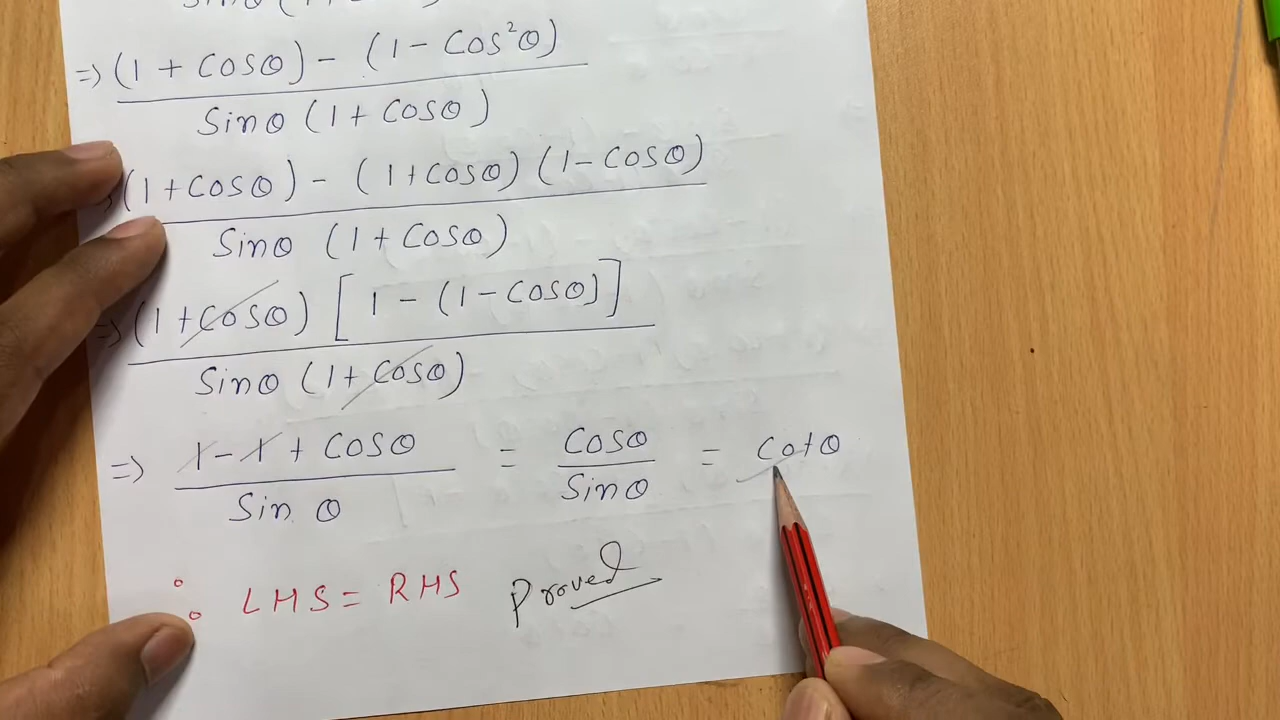 => (1 + cosθ) - (1 - cos²θ)
sinθ (1 + cosθ)
(1 + cosθ) - (1 + cosθ) (1 - cosθ)
sinθ (1 + cosθ)
=> (1 + cosθ) [ 1 - (1 - cosθ) ]
sinθ (1 + cosθ)
=> 1 - 1 + cosθ = cosθ = cotθ
sin θ sinθ
∴ LHS = RHS Proved